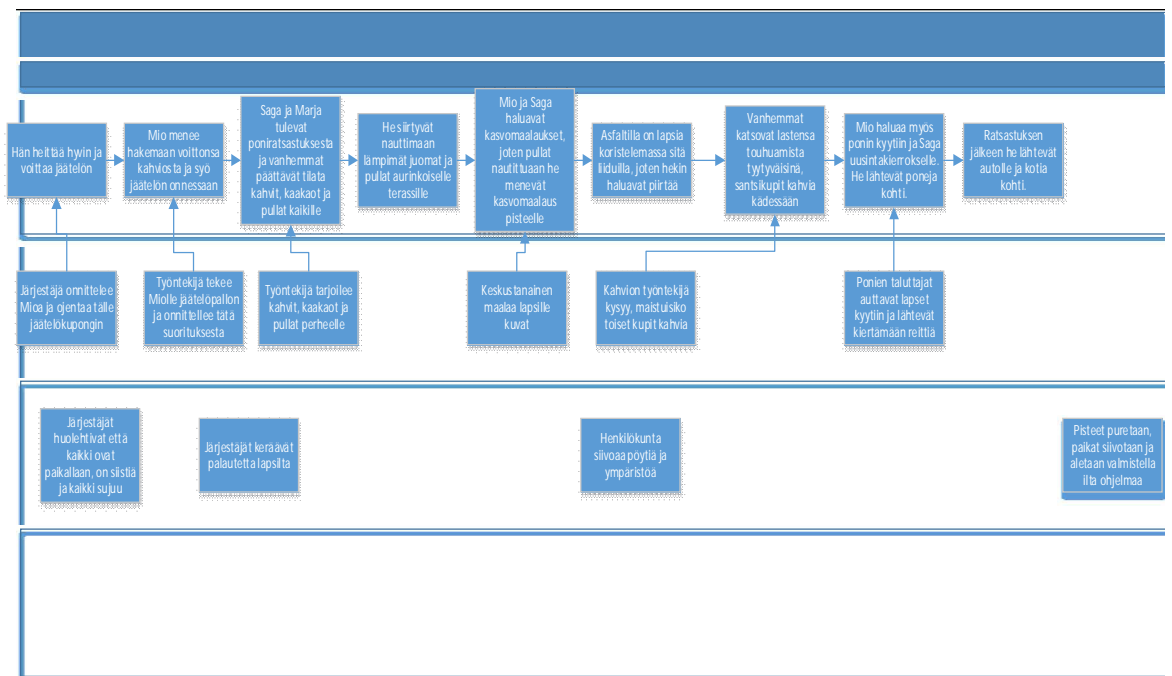 Hän heittää hyvin ja
voittaa jäätelön
Mio menee
hakemaan voittonsa
kahviosta ja syö
jäätelön onnessaan
Saga ja Marja
tulevat
poniratsastuksesta
ja vanhemmat
päättävät tilata
kahvit, kaakaot ja
pullat kaikille
He siirtyvät
nauttimaan
lämpimät juomat ja
pullat aurinkoiselle
terassille
Mio ja Saga
haluavat
kasvomaalaukset,
joten pullat
nautittuaan he
menevät
kasvomaalaus
pisteelle
Asfaltilla on lapsia
koristelemassa sitä
liiduilla, joten hekin
haluavat piirtää
Vanhemmat
katsovat lastensa
touhuamista
tyytyväisinä,
santsikupit kahvia
kädessään
Mio haluaa myös
ponin kyytiin ja Saga
uusintakierrokselle.
He lähtevät poneja
kohti.
Ratsastuksen
jälkeen he lähtevät
autolle ja kotia
kohti.
Järjestäjä onnittelee
Mioa ja ojentaa tälle
jäätelökupongin
Työntekijä tekee
Miolle jäätelöpallon
ja onnittellee tätä
suorituksesta
Työntekijä tarjoilee
kahvit, kaakaot ja
pullat perheelle
Keskustanainen
maalaa lapsille
kuvat
Kahvion työntekijä
kysyy, maistuisiko
toiset kupit kahvia
Ponien taluttajat
auttavat lapset
kyytiin ja lähtevät
kiertämään reittiä
Järjestäjät
huolehtivat että
kaikki ovat
paikallaan, on siistiä
ja kaikki sujuu
Järjestäjät keräävät
palautetta lapsilta
Henkilökunta
siivoaa pöytiä ja
ympäristöä
Pisteet puretaan,
paikat siivotaan ja
aletaan valmistella
ilta ohjelmaa